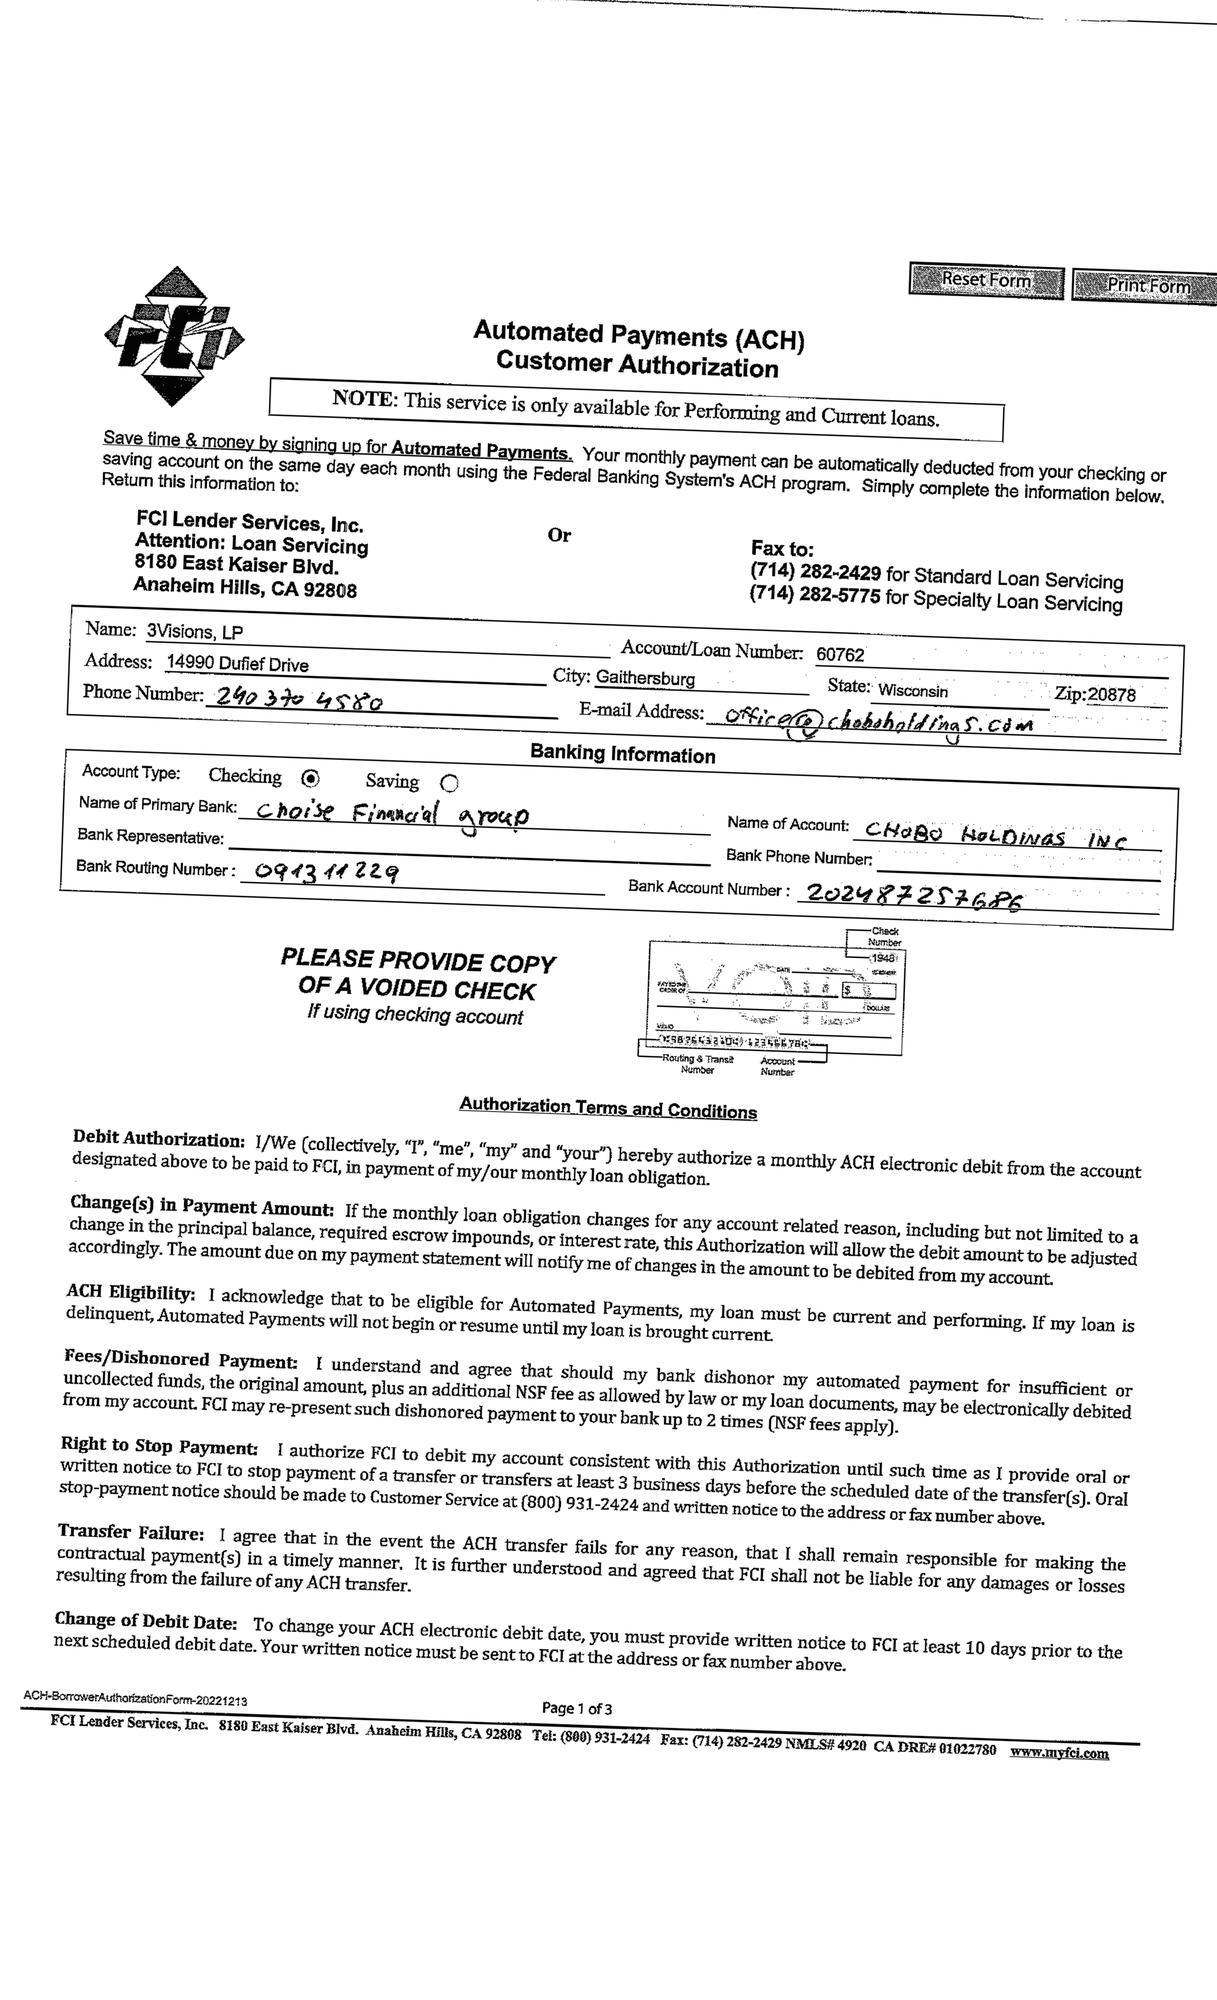 Reset Form
Print Form
FCI
Automated Payments (ACH)
Customer Authorization
NOTE: This service is only available for Performing and Current loans.
Save time & money by signing up for Automated Payments. Your monthly payment can be automatically deducted from your checking or
saving account on the same day each month using the Federal Banking System's ACH program. Simply complete the information below.
Return this information to:
FCI Lender Services, Inc.
Attention: Loan Servicing
8180 East Kaiser Blvd.
Anaheim Hills, CA 92808
Or
Fax to:
(714) 282-2429 for Standard Loan Servicing
(714) 282-5775 for Specialty Loan Servicing
Name: 3Visions, LP Account/Loan Number: 60762
Address: 14990 Dufief Drive City: Gaithersburg State: Wisconsin Zip:20878
Phone Number: 240 370 4580 E-mail Address: office@choboholdings.com
Banking Information
Account Type: Checking Saving
Name of Primary Bank: Choise Financial group Name of Account: CHOBO HOLDINGS INC
Bank Representative: Bank Phone Number:
Bank Routing Number : 091311229 Bank Account Number : 202487257686
PLEASE PROVIDE COPY
OF A VOIDED CHECK
If using checking account
Check
Number
1948
DATE
PAY TO THE
ORDER OF
$
DOLLARS
MEMO
Routing & Transit
Number
Account
Number
Authorization Terms and Conditions
Debit Authorization: I/We (collectively, “I”, “me”, “my” and “your”) hereby authorize a monthly ACH electronic debit from the account
designated above to be paid to FCI, in payment of my/our monthly loan obligation.
Change(s) in Payment Amount: If the monthly loan obligation changes for any account related reason, including but not limited to a
change in the principal balance, required escrow impounds, or interest rate, this Authorization will allow the debit amount to be adjusted
accordingly. The amount due on my payment statement will notify me of changes in the amount to be debited from my account.
ACH Eligibility: I acknowledge that to be eligible for Automated Payments, my loan must be current and performing. If my loan is
delinquent, Automated Payments will not begin or resume until my loan is brought current.
Fees/Dishonored Payment: I understand and agree that should my bank dishonor my automated payment for insufficient or
uncollected funds, the original amount, plus an additional NSF fee as allowed by law or my loan documents, may be electronically debited
from my account. FCI may re-present such dishonored payment to your bank up to 2 times (NSF fees apply).
Right to Stop Payment: I authorize FCI to debit my account consistent with this Authorization until such time as I provide oral or
written notice to FCI to stop payment of a transfer or transfers at least 3 business days before the scheduled date of the transfer(s). Oral
stop-payment notice should be made to Customer Service at (800) 931-2424 and written notice to the address or fax number above.
Transfer Failure: I agree that in the event the ACH transfer fails for any reason, that I shall remain responsible for making the
contractual payment(s) in a timely manner. It is further understood and agreed that FCI shall not be liable for any damages or losses
resulting from the failure of any ACH transfer.
Change of Debit Date: To change your ACH electronic debit date, you must provide written notice to FCI at least 10 days prior to the
next scheduled debit date. Your written notice must be sent to FCI at the address or fax number above.
ACH-BorrowerAuthorizationForm-20221213
Page 1 of 3
FCI Lender Services, Inc. 8180 East Kaiser Blvd. Anaheim Hills, CA 92808 Tel: (800) 931-2424 Fax: (714) 282-2429 NMLS# 4920 CA DRE# 01022780 www.myfci.com